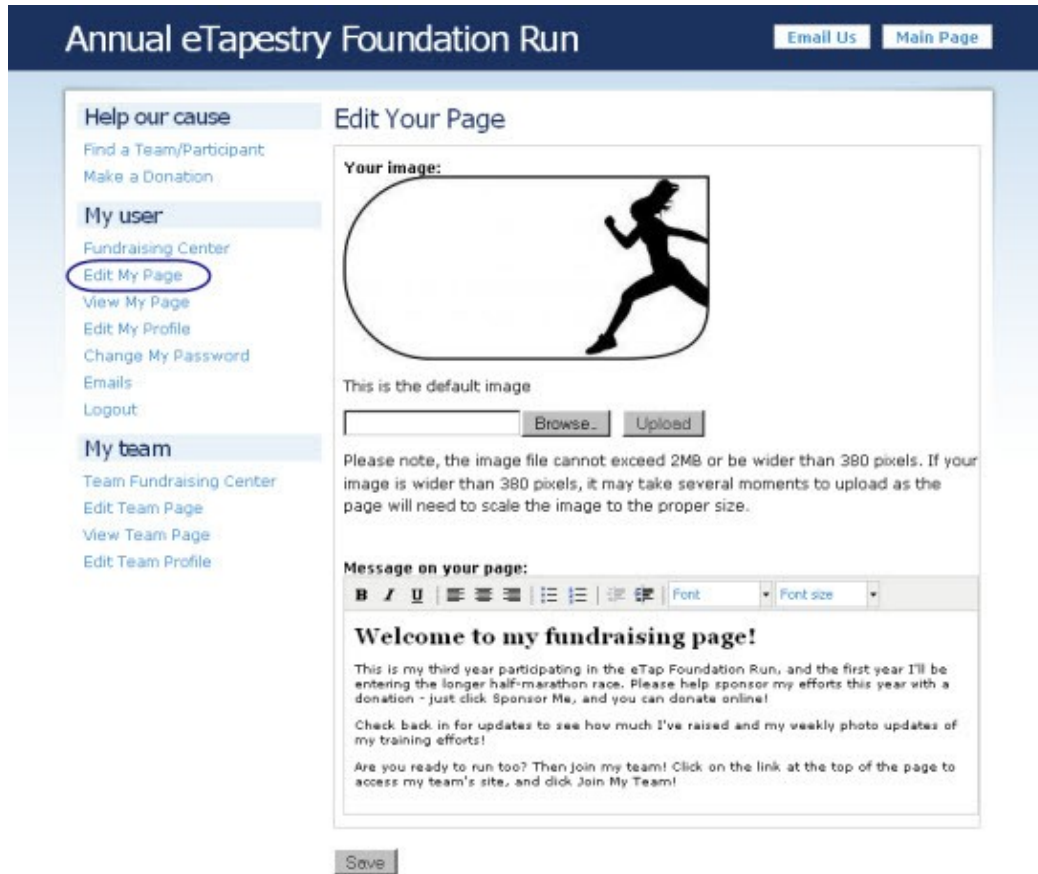 Annual eTapestry Foundation Run
Email Us
Main Page
Help our cause
Find a Team/Participant
Make a Donation
My user
Fundraising Center
Edit My Page
View My Page
Edit My Profile
Change My Password
Emails
Logout
My team
Team Fundraising Center
Edit Team Page
View Team Page
Edit Team Profile
Edit Your Page
Your image:
This is the default image
Browse..
Upload
Please note, the image file cannot exceed 2MB or be wider than 380 pixels. If your
image is wider than 380 pixels, it may take several moments to upload as the
page will need to scale the image to the proper size.
Message on your page:
B I U
Font
Font size
Welcome to my fundraising page!
This is my third year participating in the eTap Foundation Run, and the first year I'll be
entering the longer half-marathon race. Please help sponsor my efforts this year with a
donation - just click Sponsor Me, and you can donate online!
Check back in for updates to see how much I've raised and my weekly photo updates of
my training efforts!
Are you ready to run too? Then join my team! Click on the link at the top of the page to
access my team's site, and click Join My Team!
Save